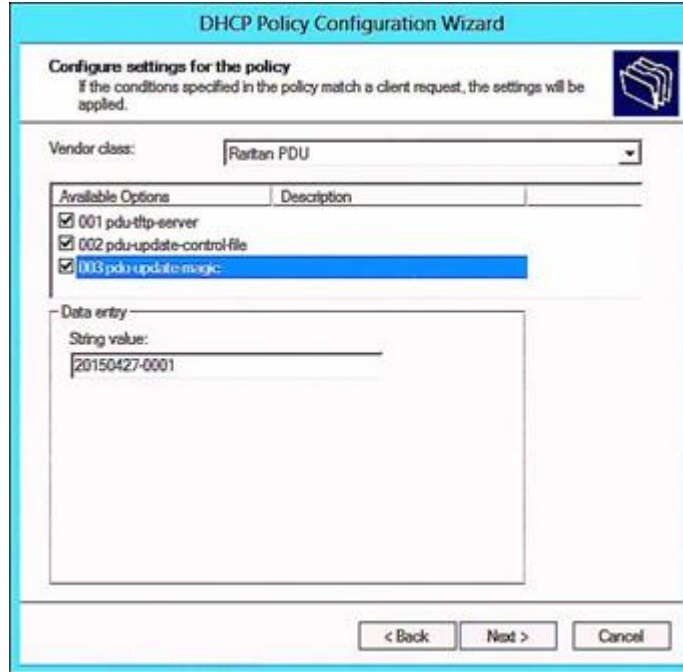 DHCP Policy Configuration Wizard
Configure settings for the policy
If the conditions specified in the policy match a client request, the settings will be
applied.
Vendor class:
Raritan PDU
Available Options
Description
001 pdu-tftp-server
002 pdu-update-control-file
003 pdu-update-magic
Data entry
String value:
20150427-0001
< Back
Next >
Cancel